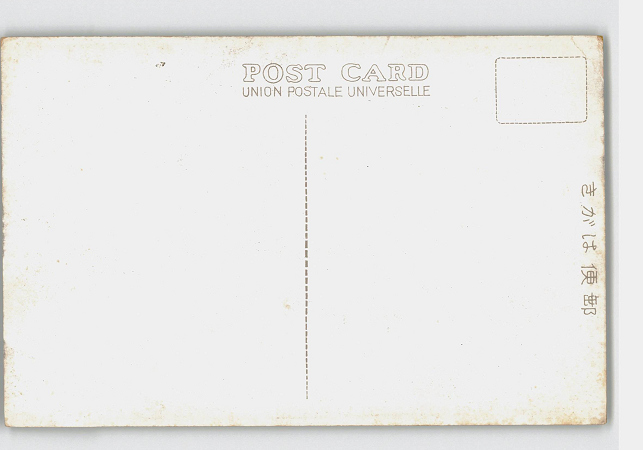 POST CARD
UNION POSTALE UNIVERSELLE
郵便はがき